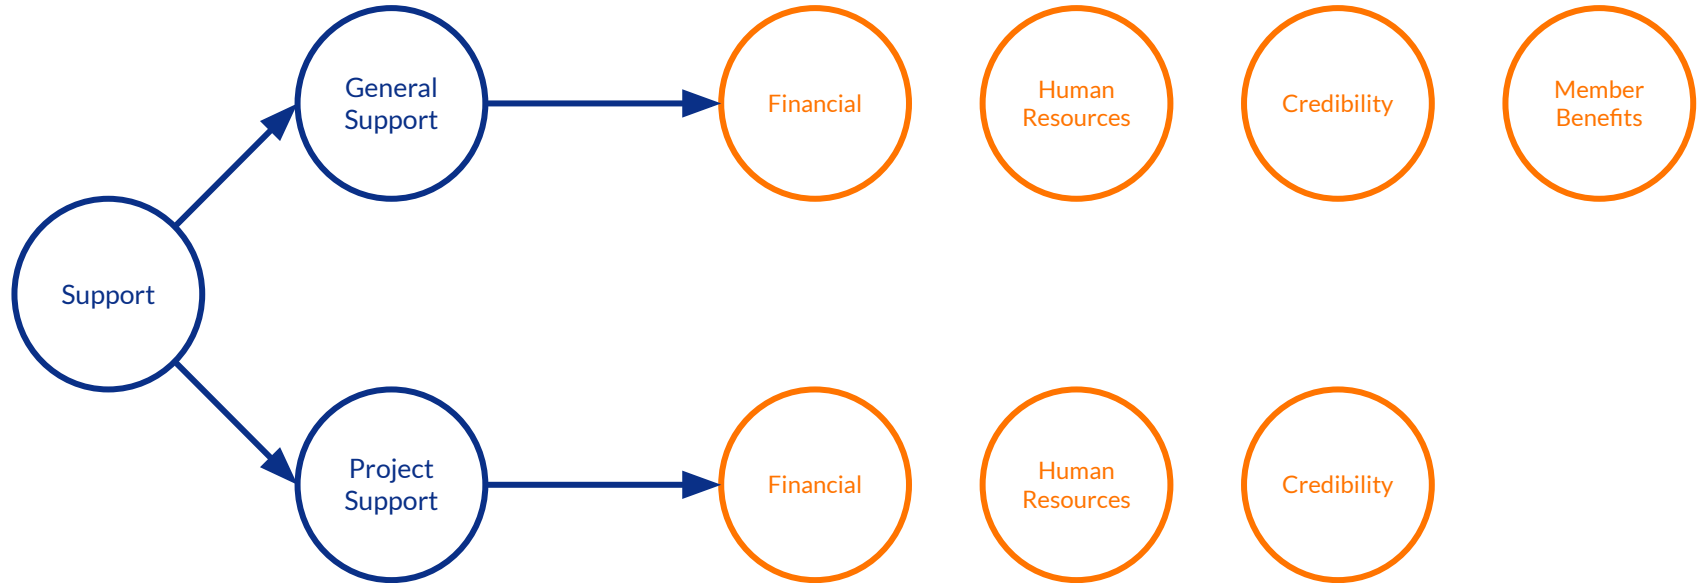 General
Support
Financial
Human
Resources
Credibility
Member
Benefits
Support
Project
Support
Financial
Human
Resources
Credibility